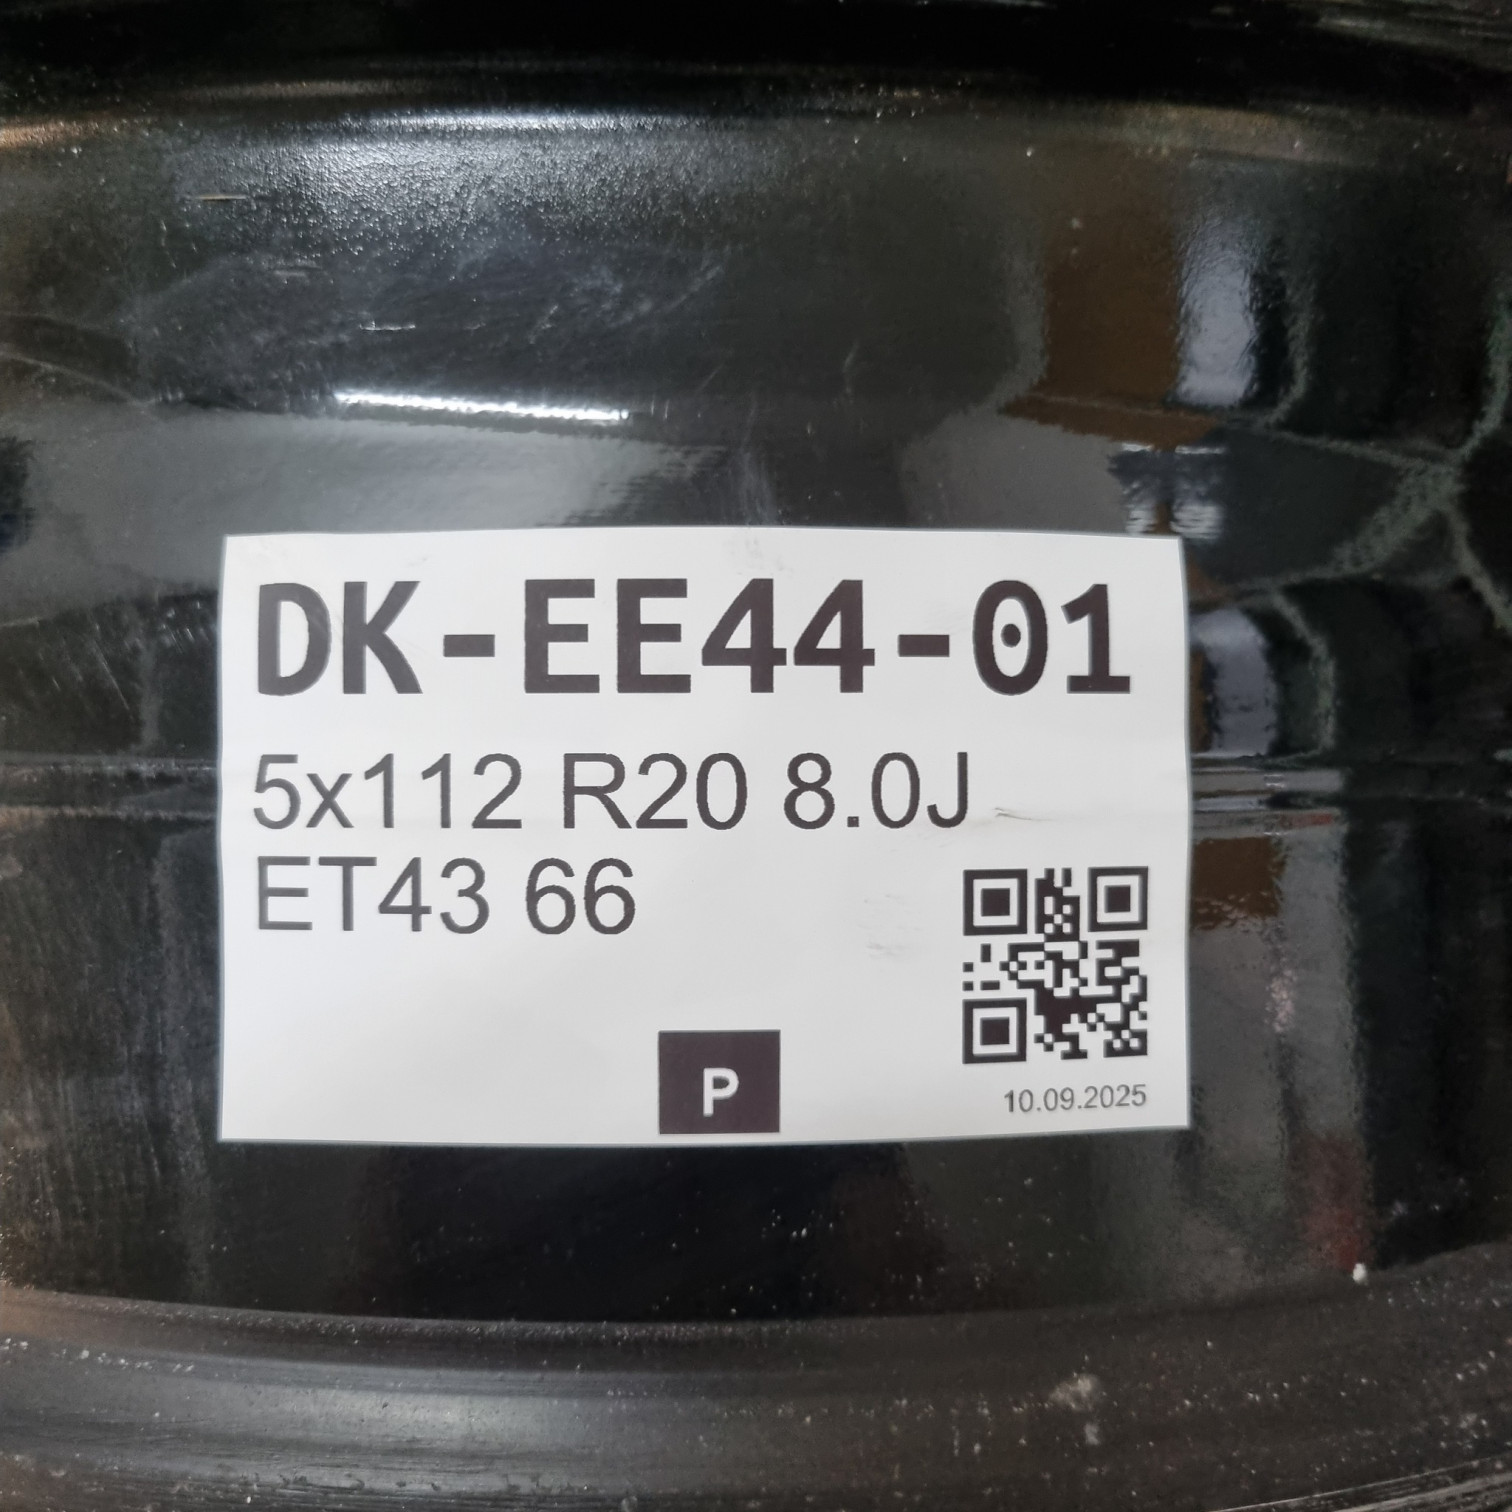 DK-EE44-01
5x112 R20 8.0J
ET43 66
P
10.09.2025